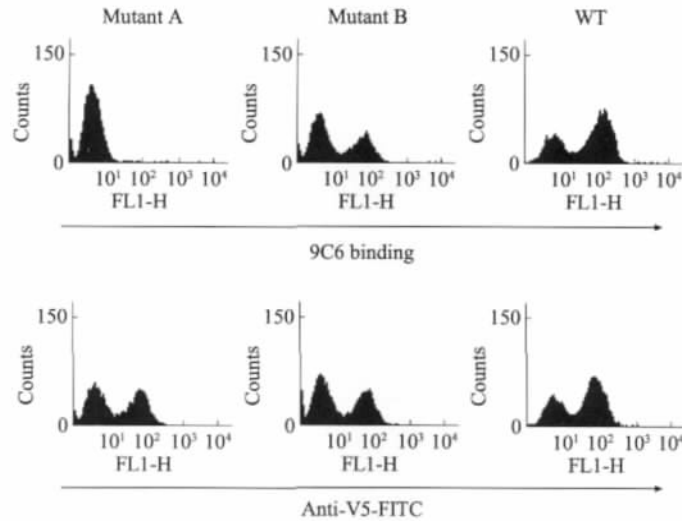 Mutant A Mutant B WT
150 150 150
Counts Counts Counts
0 0 0
10¹ 10² 10³ 10⁴ 10¹ 10² 10³ 10⁴ 10¹ 10² 10³ 10⁴
FL1-H FL1-H FL1-H
9C6 binding
150 150 150
Counts Counts Counts
0 0 0
10¹ 10² 10³ 10⁴ 10¹ 10² 10³ 10⁴ 10¹ 10² 10³ 10⁴
FL1-H FL1-H FL1-H
Anti-V5-FITC